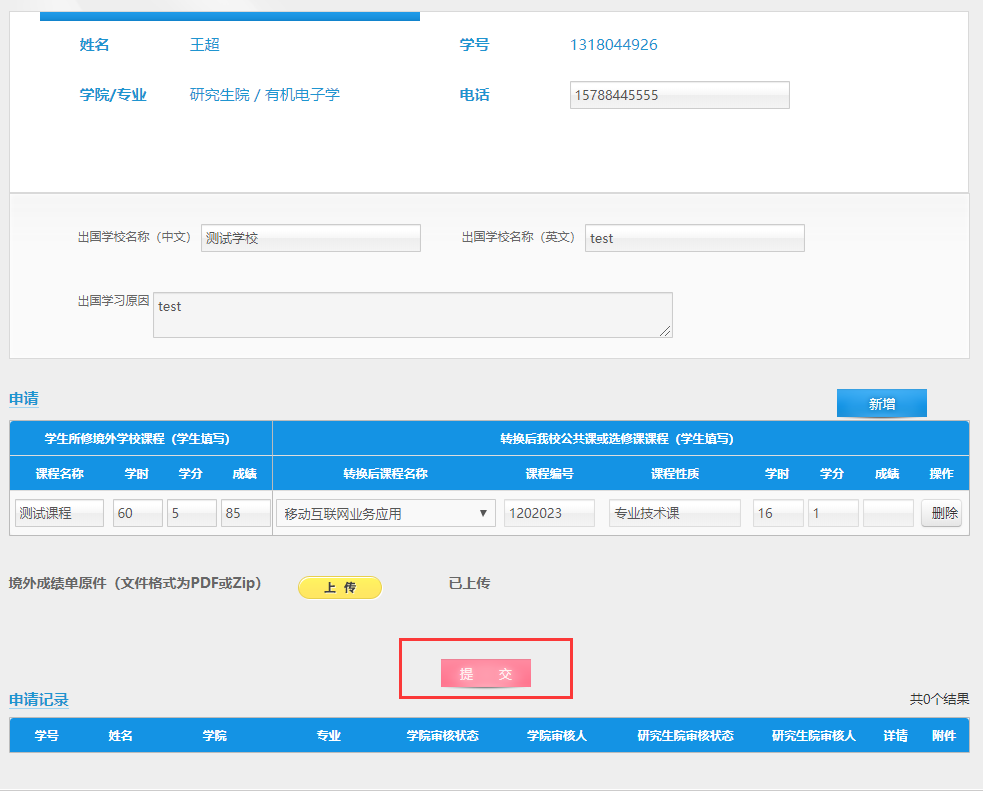 姓名 王超 学号 1318044926
学院/专业 研究生院 / 有机电子学 电话 15788445555
出国学校名称（中文） 测试学校 出国学校名称（英文） test
出国学习原因 test
申请 新增
学生所修境外学校课程（学生填写） 转换后我校公共课或选修课课程（学生填写）
课程名称 学时 学分 成绩 转换后课程名称 课程编号 课程性质 学时 学分 成绩 操作
测试课程 60 5 85 移动互联网业务应用 1202023 专业技术课 16 1 删除
境外成绩单原件（文件格式为PDF或Zip） 上 传 已上传
提 交
申请记录 共0个结果
学号 姓名 学院 专业 学院审核状态 学院审核人 研究生院审核状态 研究生院审核人 详情 附件